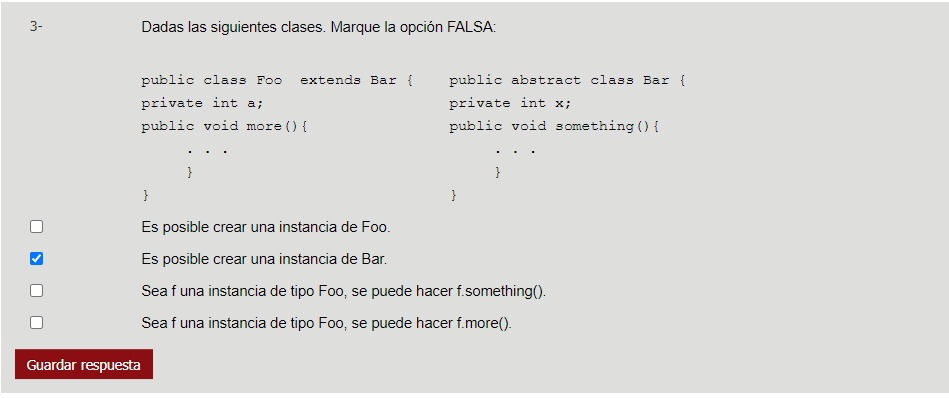 3- Dadas las siguientes clases. Marque la opción FALSA:
public class Foo  extends Bar {    public abstract class Bar {
private int a;    private int x;
public void more(){    public void something(){
. . .    . . .
}    }
}    }
Es posible crear una instancia de Foo.
Es posible crear una instancia de Bar.
Sea f una instancia de tipo Foo, se puede hacer f.something().
Sea f una instancia de tipo Foo, se puede hacer f.more().
Guardar respuesta